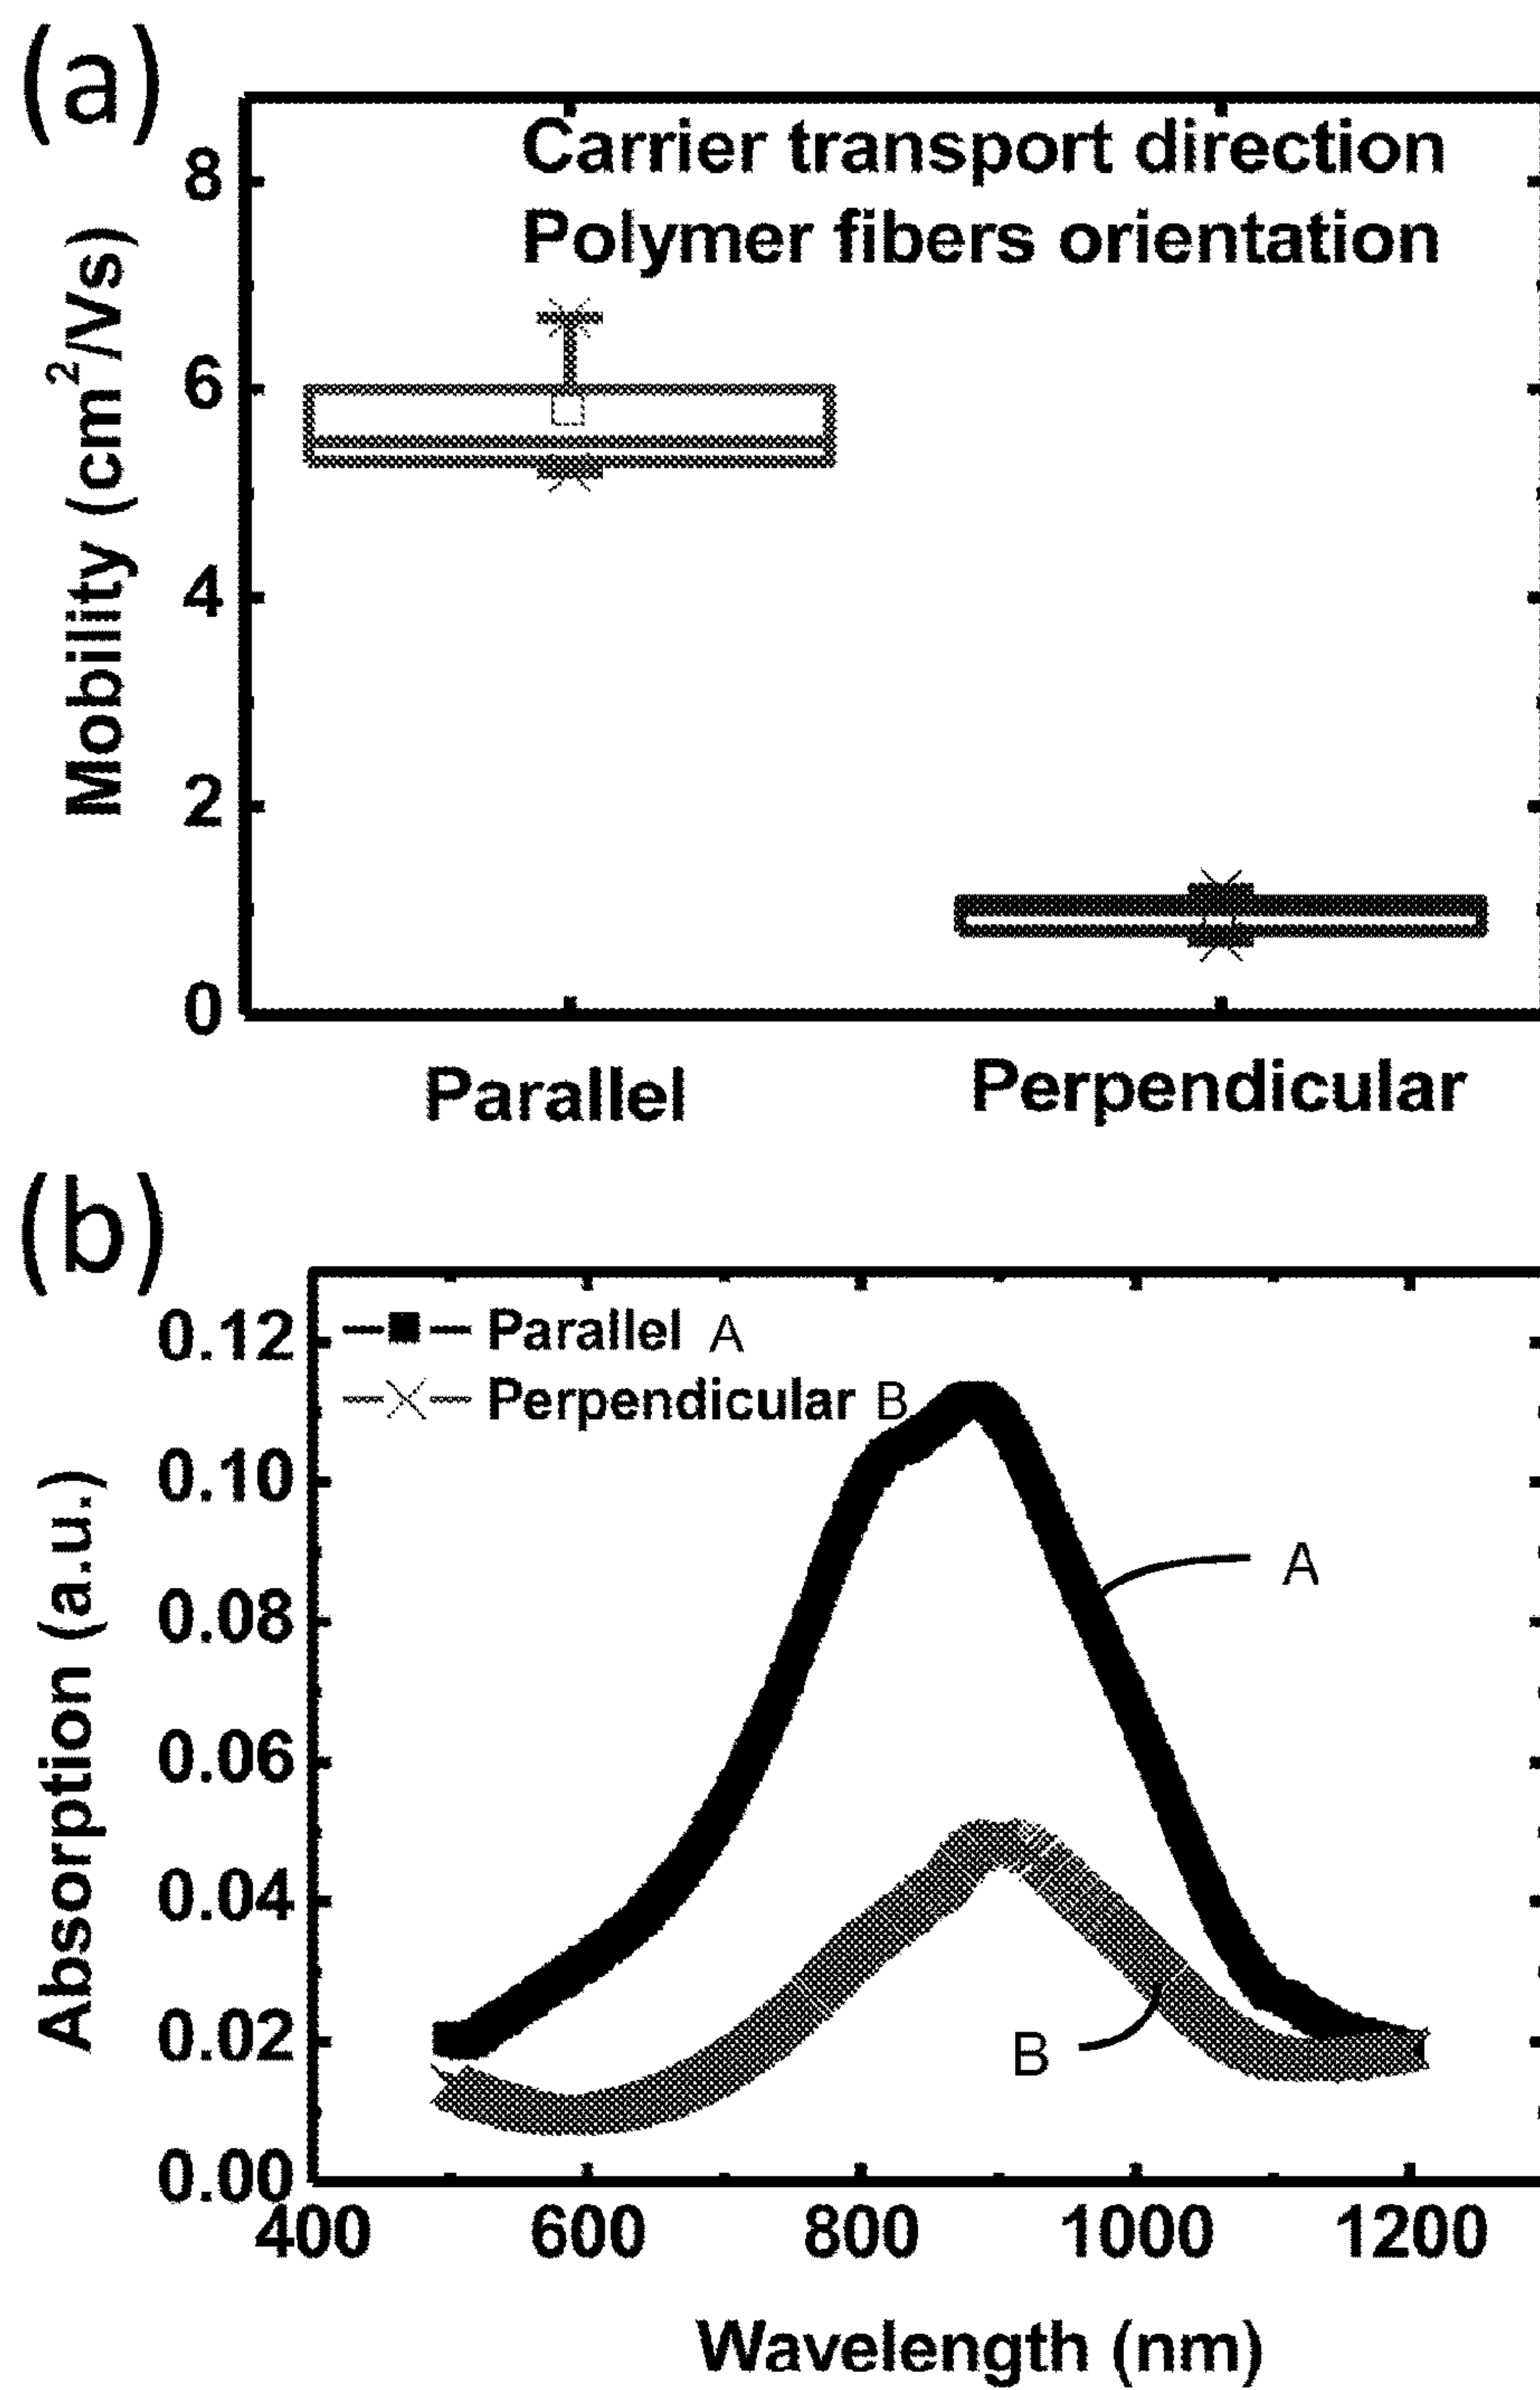 (a)
Carrier transport direction
Polymer fibers orientation
Mobility (cm²/Vs)
8
6
4
2
0
Parallel
Perpendicular
(b)
Parallel A
Perpendicular B
Absorption (a.u.)
0.12
0.10
0.08
0.06
0.04
0.02
0.00
A
B
400 600 800 1000 1200
Wavelength (nm)